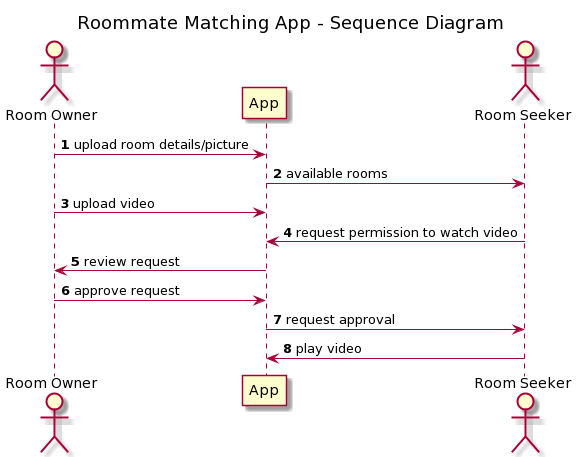 Roommate Matching App - Sequence Diagram
Room Owner
App
Room Seeker
1 upload room details/picture
2 available rooms
3 upload video
4 request permission to watch video
5 review request
6 approve request
7 request approval
8 play video
Room Owner
App
Room Seeker